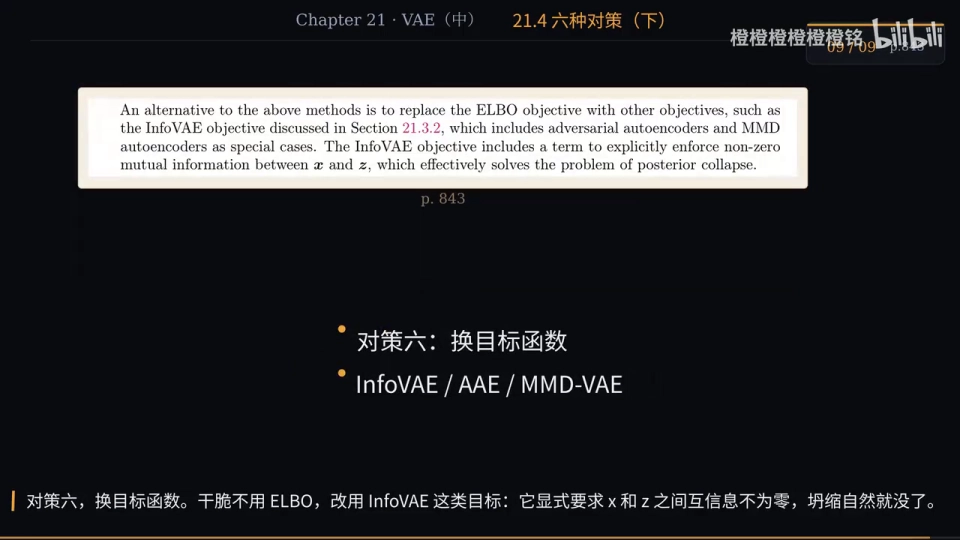 Chapter 21 · VAE（中） 21.4 六种对策（下）
橙橙橙橙橙橙铭 bilibili
09 / 09 p.843
An alternative to the above methods is to replace the ELBO objective with other objectives, such as
the InfoVAE objective discussed in Section 21.3.2, which includes adversarial autoencoders and MMD
autoencoders as special cases. The InfoVAE objective includes a term to explicitly enforce non-zero
mutual information between x and z, which effectively solves the problem of posterior collapse.
p. 843
对策六：换目标函数
InfoVAE / AAE / MMD-VAE
对策六，换目标函数。干脆不用 ELBO，改用 InfoVAE 这类目标：它显式要求 x 和 z 之间互信息不为零，坍缩自然就没了。